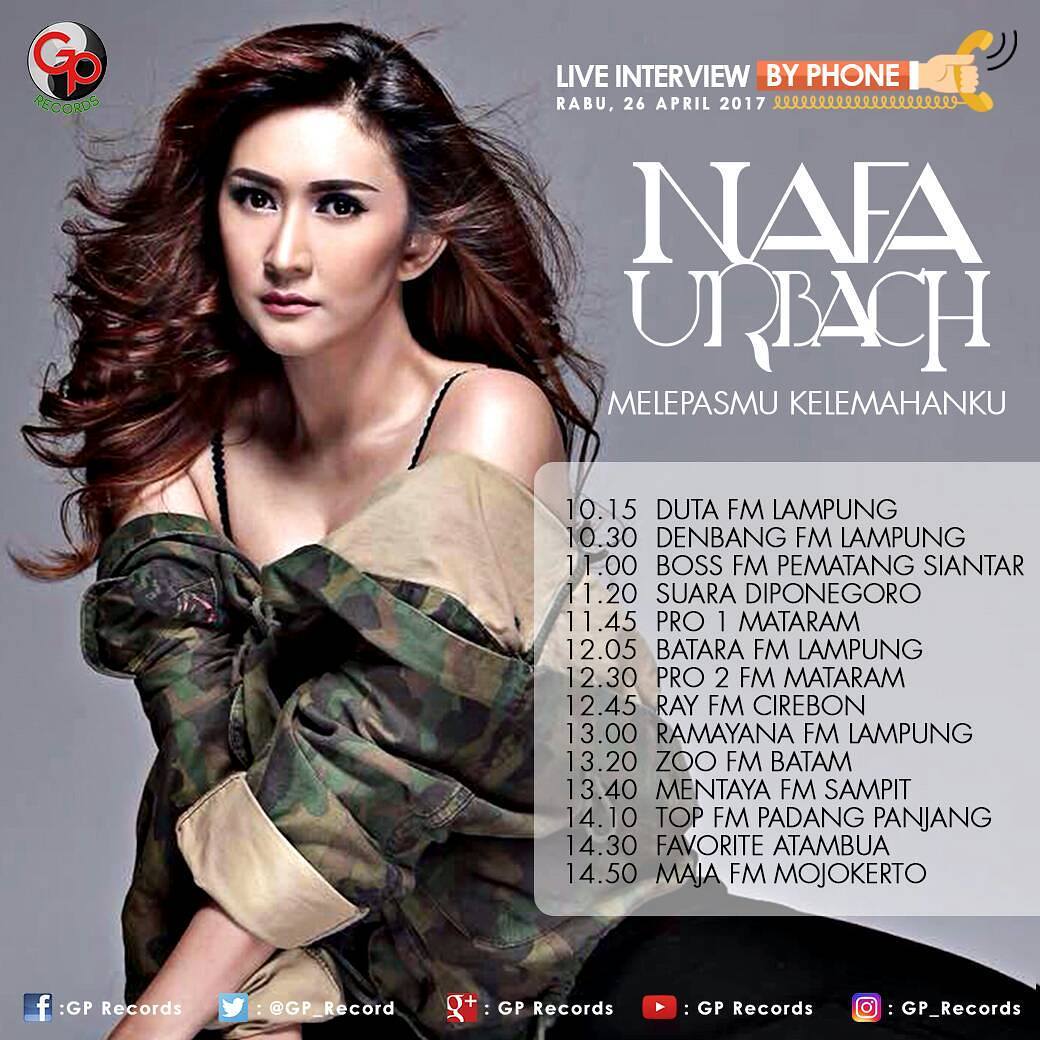 GP
RECORDS
LIVE INTERVIEW BY PHONE
RABU, 26 APRIL 2017
NAFA
URBACH
MELEPASMU KELEMAHANKU
10.15 DUTA FM LAMPUNG
10.30 DENBANG FM LAMPUNG
11.00 BOSS FM PEMATANG SIANTAR
11.20 SUARA DIPONEGORO
11.45 PRO 1 MATARAM
12.05 BATARA FM LAMPUNG
12.30 PRO 2 FM MATARAM
12.45 RAY FM CIREBON
13.00 RAMAYANA FM LAMPUNG
13.20 ZOO FM BATAM
13.40 MENTAYA FM SAMPIT
14.10 TOP FM PADANG PANJANG
14.30 FAVORITE ATAMBUA
14.50 MAJA FM MOJOKERTO
f :GP Records : @GP_Record g+ : GP Records : GP Records : GP_Records